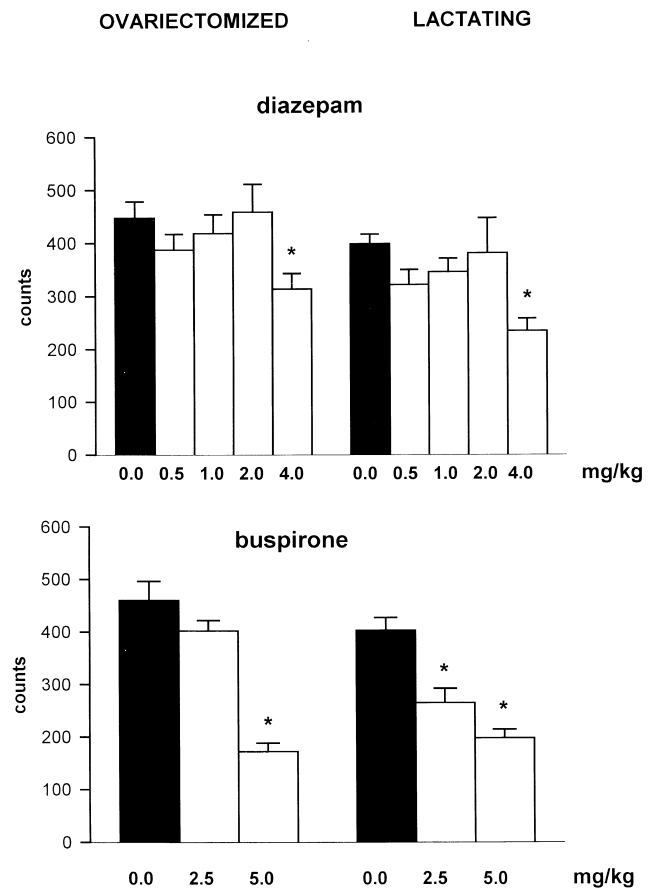 OVARIECTOMIZED LACTATING
diazepam
600
500
400
300
200
100
0
counts
* *
0.0 0.5 1.0 2.0 4.0 0.0 0.5 1.0 2.0 4.0 mg/kg
buspirone
600
500
400
300
200
100
0
counts
* * *
0.0 2.5 5.0 0.0 2.5 5.0 mg/kg